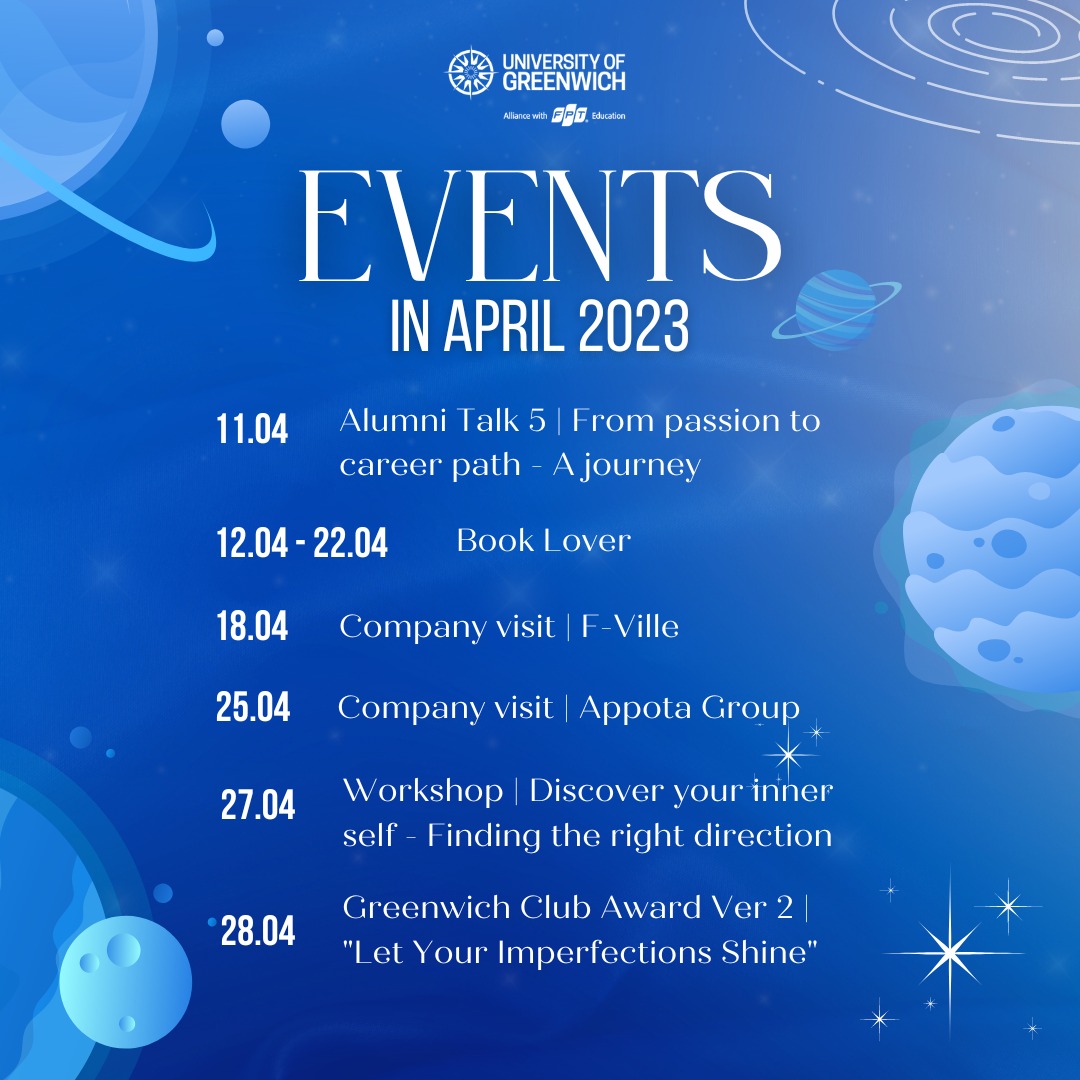 UNIVERSITY OF
GREENWICH
Alliance with FPT Education
EVENTS
IN APRIL 2023
11.04 Alumni Talk 5 | From passion to
career path - A journey
12.04 - 22.04 Book Lover
18.04 Company visit | F-Ville
25.04 Company visit | Appota Group
27.04 Workshop | Discover your inner
self - Finding the right direction
28.04 Greenwich Club Award Ver 2 |
"Let Your Imperfections Shine"